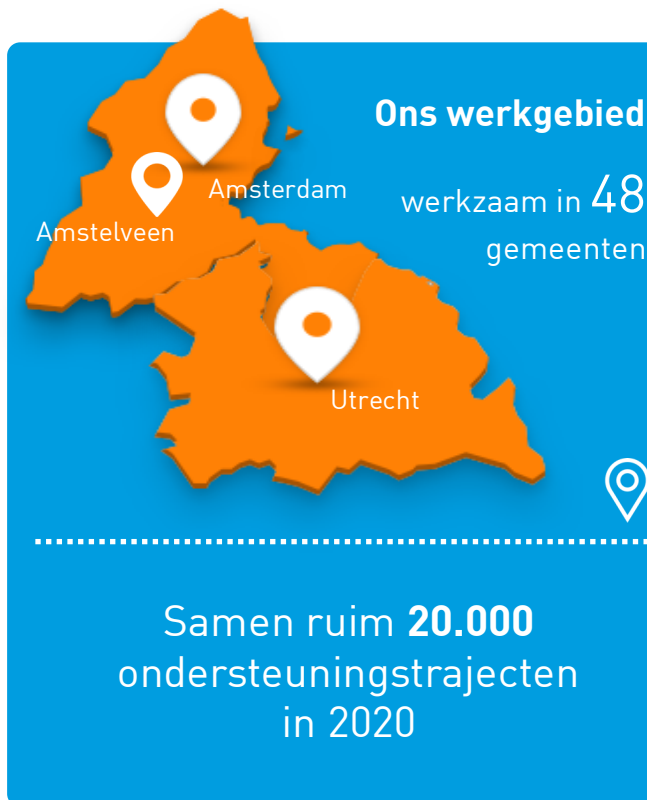 Ons werkgebied
werkzaam in 48
gemeenten
Amsterdam
Amstelveen
Utrecht
Samen ruim 20.000
ondersteuningstrajecten
in 2020